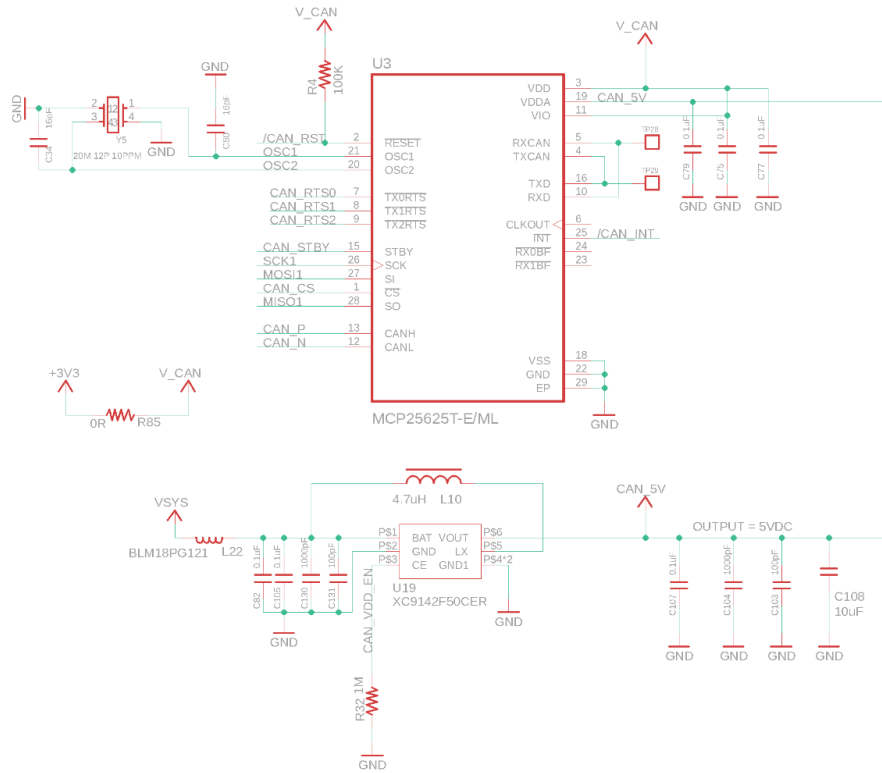 V_CAN
R4
100K
GND
GND
16pF
C34
2
3
12
43
1
4
Y5
20M 12P 10PPM
GND
16pF
C80
/CAN_RST
OSC1
OSC2
CAN_RTS0
CAN_RTS1
CAN_RTS2
CAN_STBY
SCK1
MOSI1
CAN_CS
MISO1
CAN_P
CAN_N
U3
2 RESET
21 OSC1
20 OSC2
7 TX0RTS
8 TX1RTS
9 TX2RTS
15 STBY
26 SCK
27 SI
1 CS
28 SO
13 CANH
12 CANL
VDD 3
VDDA 19
VIO 11
RXCAN 5
TXCAN 4
TXD 16
RXD 10
CLKOUT 6
INT 25
RX0BF 24
RX1BF 23
VSS 18
GND 22
EP 29
MCP25625T-E/ML
V_CAN
CAN_5V
TP28
TP29
/CAN_INT
0.1uF
C79
0.1uF
C75
0.1uF
C77
GND GND GND
GND
+3V3
V_CAN
0R
R85
VSYS
BLM18PG121
L22
0.1uF
C82
0.1uF
C105
1000pF
C130
100pF
C131
GND
4.7uH L10
P$1 BAT VOUT P$6
P$2 GND LX P$5
P$3 CE GND1 P$4*2
U19
XC9142F50CER
GND
CAN_VDD_EN
R32 1M
GND
CAN_5V
OUTPUT = 5VDC
0.1uF
C107
1000pF
C104
100pF
C103
C108
10uF
GND GND GND GND